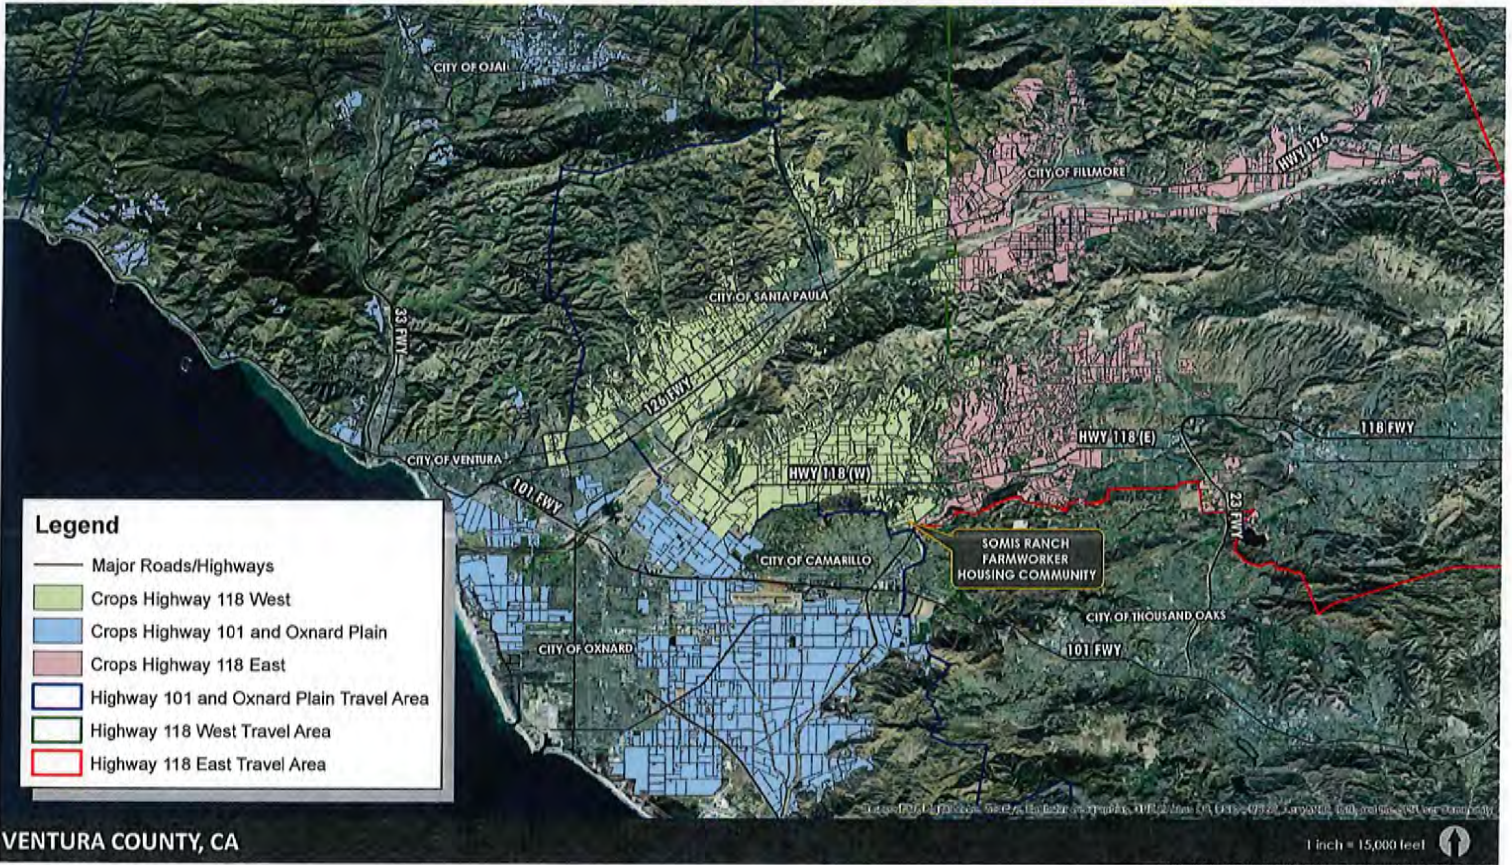 CITY OF OJAI
HWY 126
CITY OF FILLMORE
CITY OF SANTA PAULA
33 FWY
126 FWY
118 FWY
HWY 118 (E)
CITY OF VENTURA
HWY 118 (W)
101 FWY
23 FWY
SOMIS RANCH
FARMWORKER
HOUSING COMMUNITY
CITY OF CAMARILLO
CITY OF THOUSAND OAKS
CITY OF OXNARD
101 FWY
Legend
Major Roads/Highways
Crops Highway 118 West
Crops Highway 101 and Oxnard Plain
Crops Highway 118 East
Highway 101 and Oxnard Plain Travel Area
Highway 118 West Travel Area
Highway 118 East Travel Area
VENTURA COUNTY, CA
1 inch = 15,000 feet